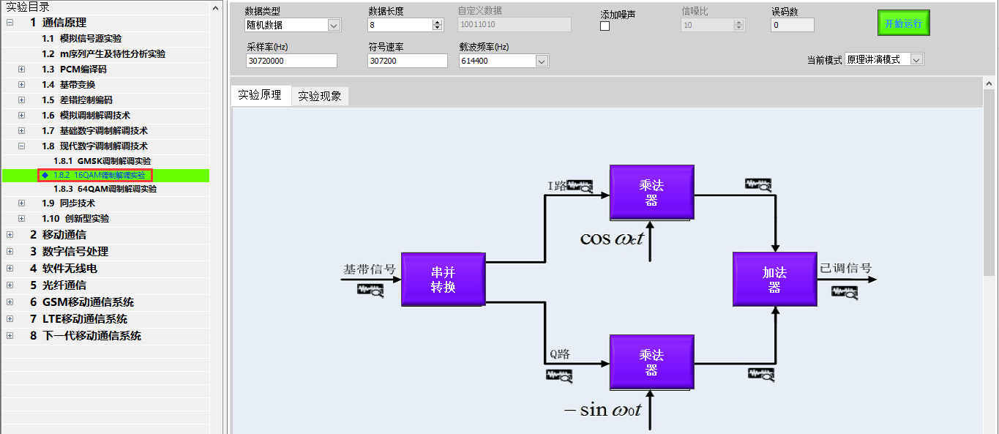 实验目录
1 通信原理
1.1 模拟信号源实验
1.2 m序列产生及特性分析实验
1.3 PCM编译码
1.4 基带变换
1.5 差错控制编码
1.6 模拟调制解调技术
1.7 基础数字调制解调技术
1.8 现代数字调制解调技术
1.8.1 GMSK调制解调实验
1.8.2 16QAM调制解调实验
1.8.3 64QAM调制解调实验
1.9 同步技术
1.10 创新型实验
2 移动通信
3 数字信号处理
4 软件无线电
5 光纤通信
6 GSM移动通信系统
7 LTE移动通信系统
8 下一代移动通信系统
数据类型 数据长度 自定义数据 添加噪声 信噪比 误码数
随机数据 8 10011010 10 0 开始运行
采样率(Hz) 符号速率 载波频率(Hz)
30720000 307200 614400 当前模式 原理讲演模式
实验原理 实验现象
I路 乘法器
cos ωct
基带信号 串并转换 加法器 已调信号
Q路 乘法器
−sin ω0t